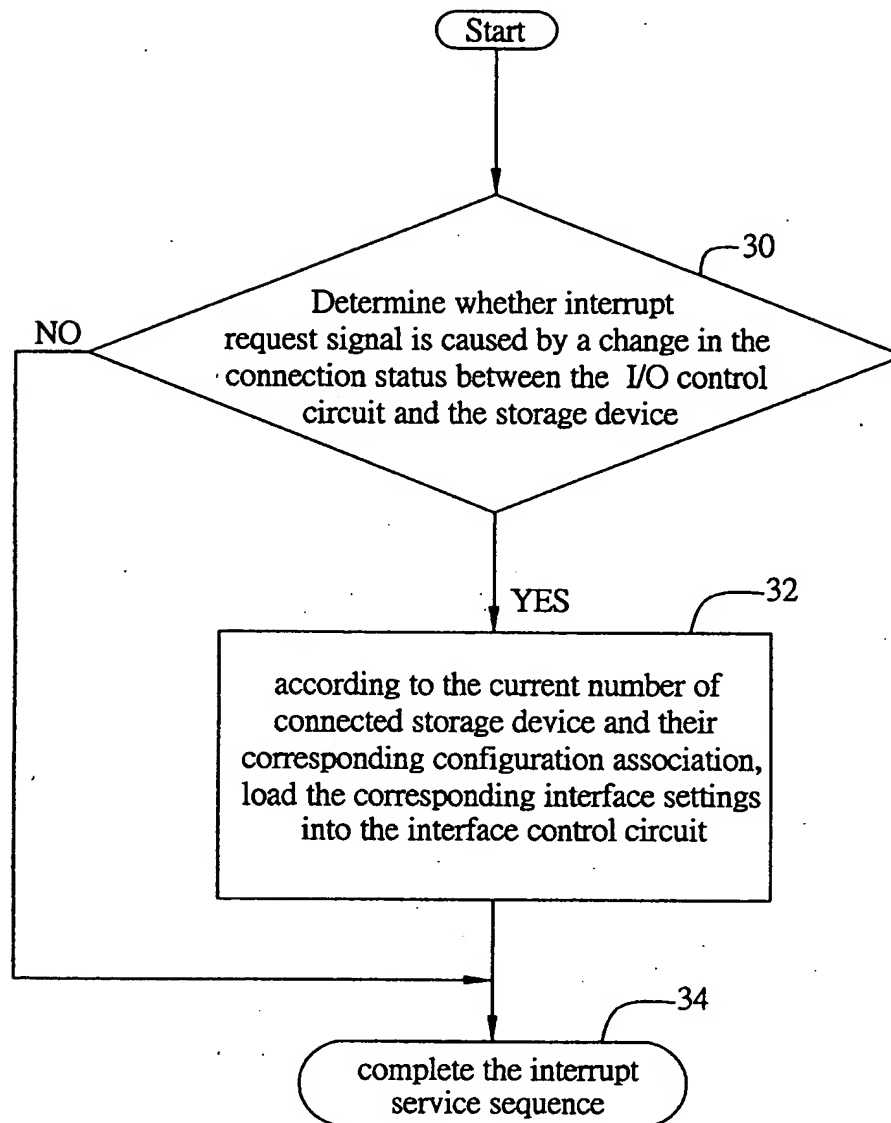 Start
30
Determine whether interrupt
request signal is caused by a change in the
connection status between the I/O control
circuit and the storage device
NO
YES
32
according to the current number of
connected storage device and their
corresponding configuration association,
load the corresponding interface settings
into the interface control circuit
34
complete the interrupt
service sequence